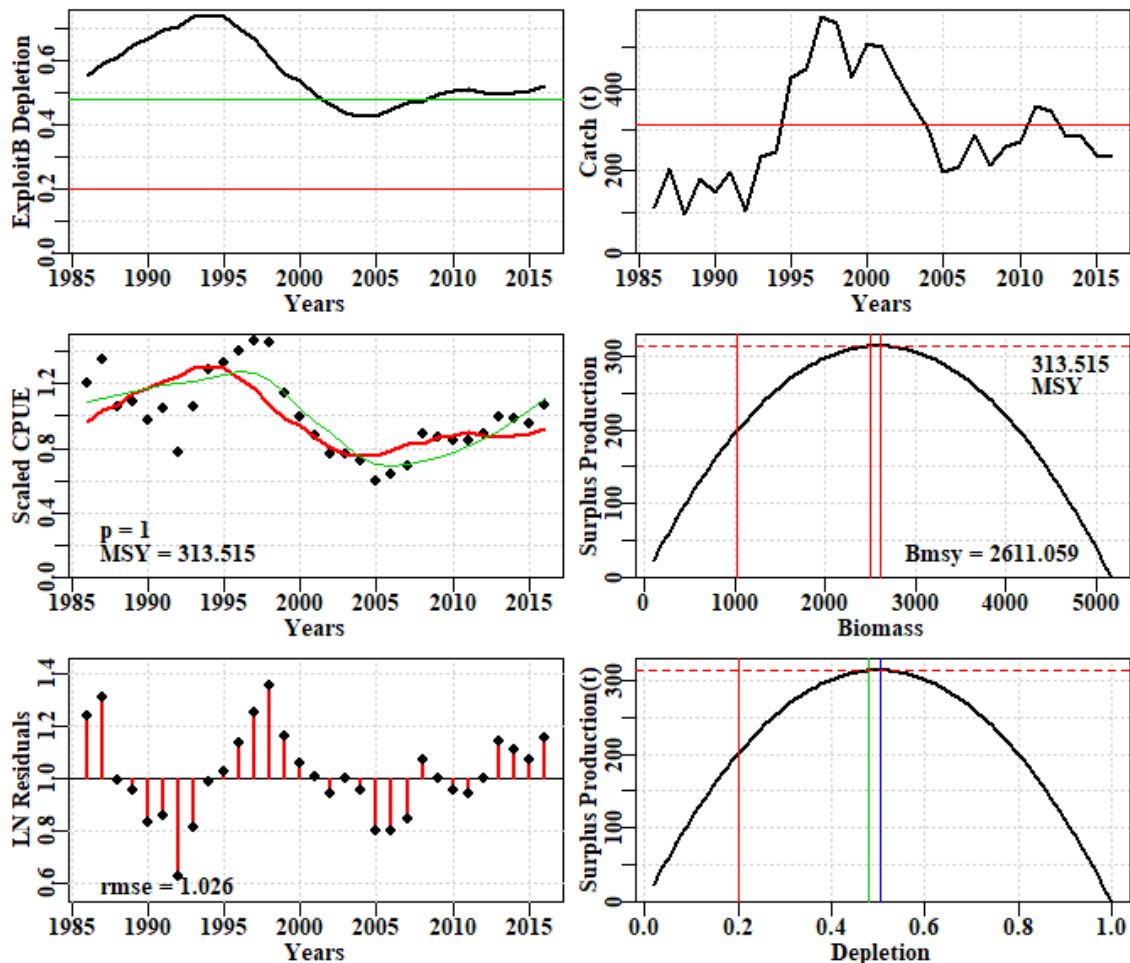 ExploitB Depletion
0.0 0.2 0.4 0.6
1985 1990 1995 2000 2005 2010 2015
Years
Catch (t)
0 200 400
1985 1990 1995 2000 2005 2010 2015
Years
Scaled CPUE
0.0 0.4 0.8 1.2
p = 1
MSY = 313.515
1985 1990 1995 2000 2005 2010 2015
Years
Surplus Production
0 100 200 300
313.515
MSY
Bmsy = 2611.059
0 1000 2000 3000 4000 5000
Biomass
LN Residuals
0.6 0.8 1.0 1.2 1.4
rmse = 1.026
1985 1990 1995 2000 2005 2010 2015
Years
Surplus Production(t)
0 100 200 300
0.0 0.2 0.4 0.6 0.8 1.0
Depletion